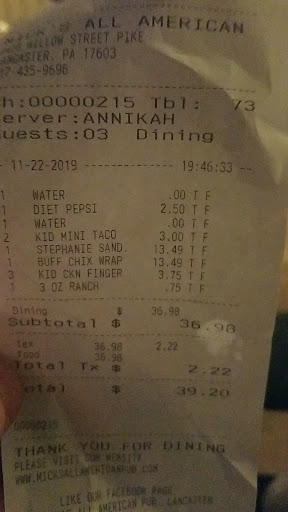 ALL AMERICAN
WILLOW STREET PIKE
LANCASTER, PA 17603
717 435-9696
h:00000215 Tbl: 73
erver:ANNIKAH
uests:03 Dining
11-22-2019 19:46:33
1 WATER .00 T F
1 DIET PEPSI 2.50 T F
1 WATER .00 T F
2 KID MINI TACO 3.00 T F
1 STEPHANIE SAND. 13.49 T F
1 BUFF CHIX WRAP 13.49 T F
3 KID CKN FINGER 3.75 T F
1 3 OZ RANCH .75 T F
Dining $ 36.98
Subtotal $ 36.98
Tax 36.98 2.22
Food 36.98
Total Tx $ 2.22
otal $ 39.20
00000215
THANK YOU FOR DINING
PLEASE VISIT OUR WEBSITE
WWW.MICKSALLAMERICANPUB.COM
LIKE OUR FACEBOOK PAGE
ALL AMERICAN PUB, LANCASTER